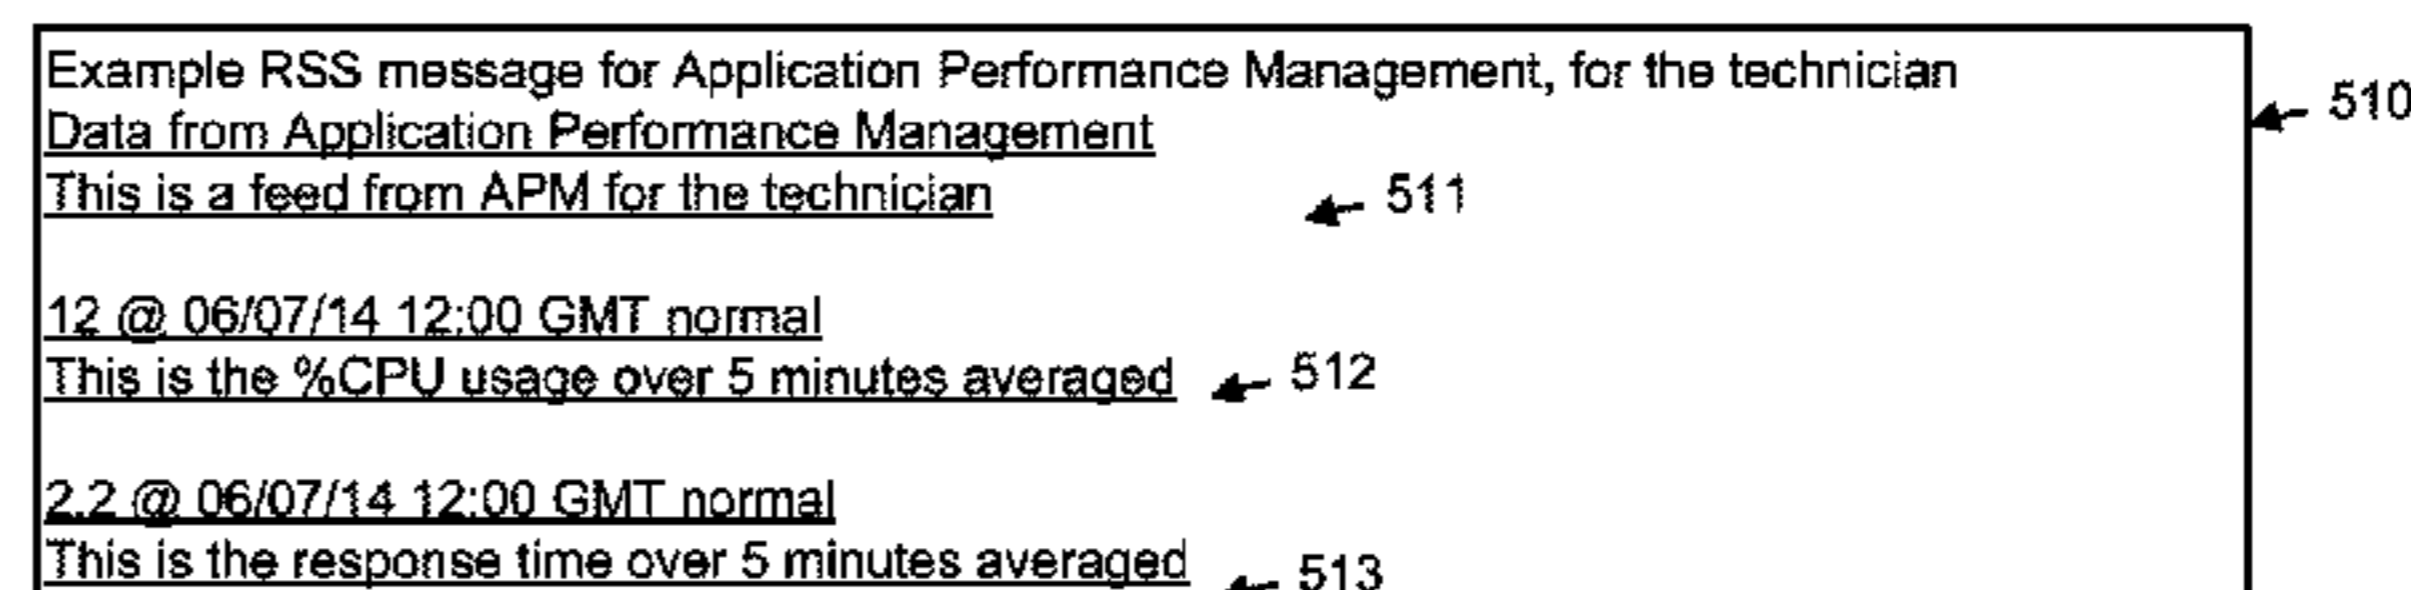 Example RSS message for Application Performance Management, for the technician
510
Data from Application Performance Management
This is a feed from APM for the technician
511
12 @ 06/07/14 12:00 GMT normal
This is the %CPU usage over 5 minutes averaged
512
2.2 @ 06/07/14 12:00 GMT normal
This is the response time over 5 minutes averaged
513